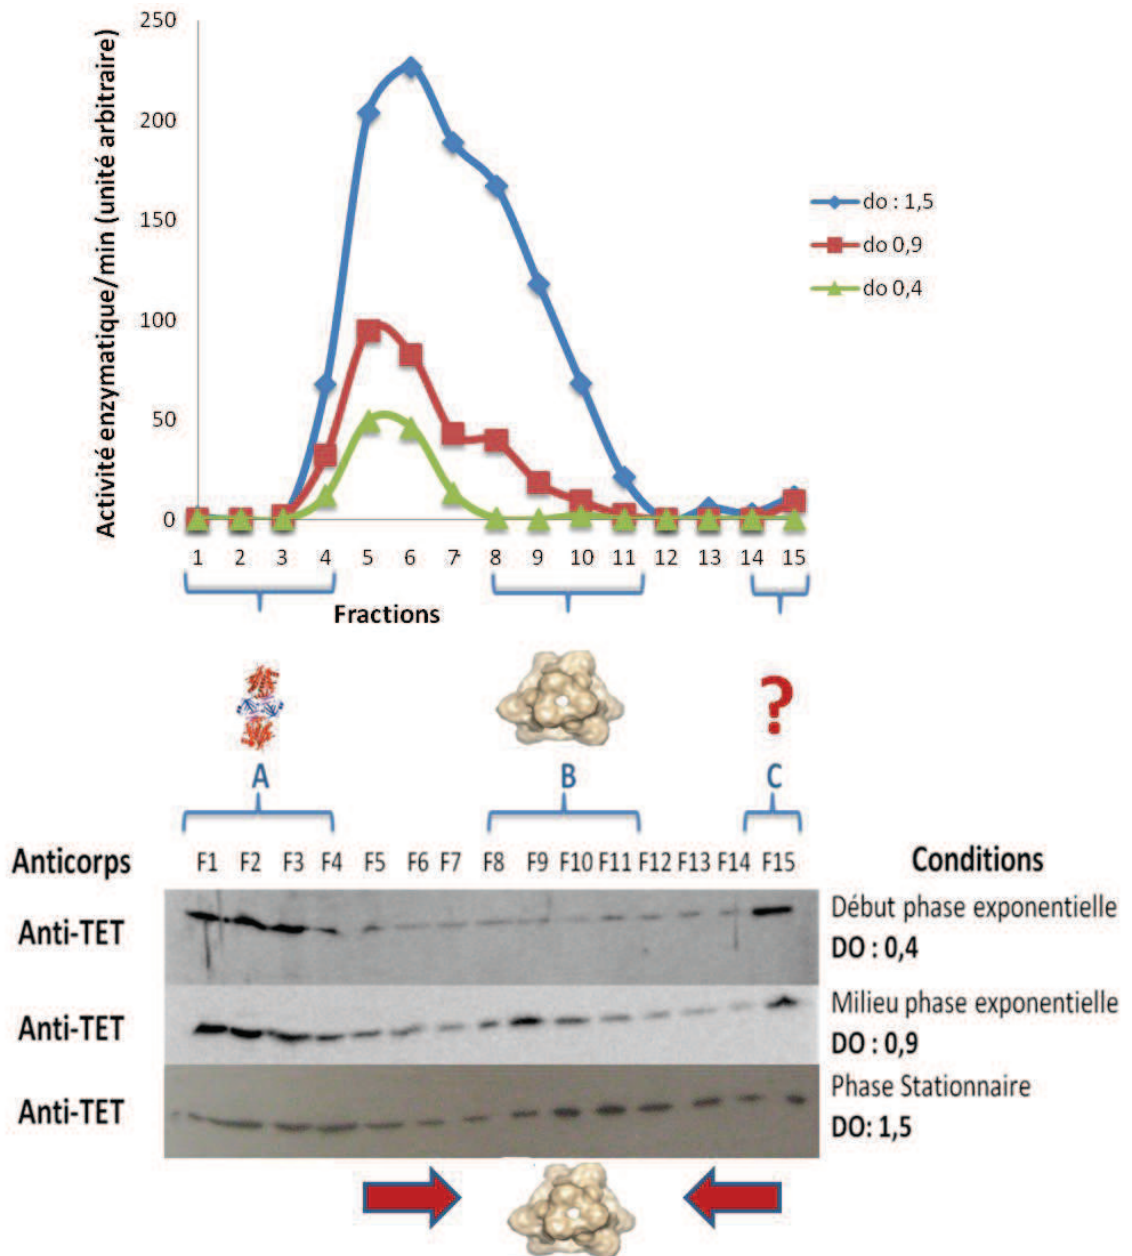 250
200
150
100
50
0
Activité enzymatique/min (unité arbitraire)
do : 1,5
do 0,9
do 0,4
1 2 3 4 5 6 7 8 9 10 11 12 13 14 15
Fractions
?
A B C
Anticorps F1 F2 F3 F4 F5 F6 F7 F8 F9 F10 F11 F12 F13 F14 F15 Conditions
Anti-TET
Début phase exponentielle
DO : 0,4
Anti-TET
Milieu phase exponentielle
DO : 0,9
Anti-TET
Phase Stationnaire
DO: 1,5